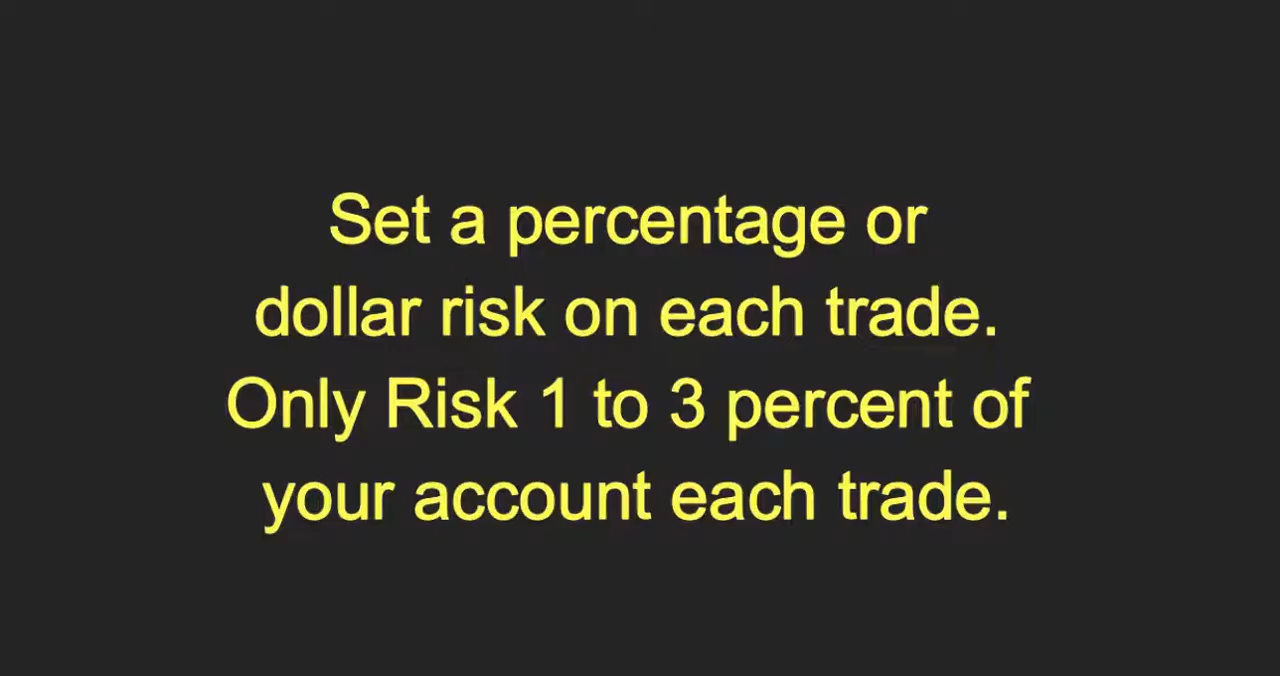 Set a percentage or
dollar risk on each trade.
Only Risk 1 to 3 percent of
your account each trade.